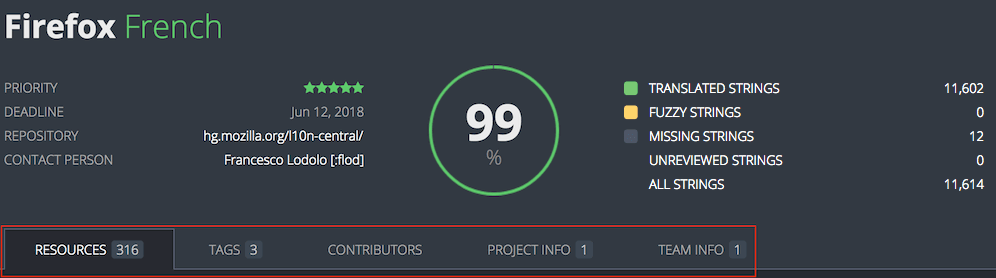 Firefox French
PRIORITY
DEADLINE Jun 12, 2018
REPOSITORY hg.mozilla.org/l10n-central/
CONTACT PERSON Francesco Lodolo [:flod]
99
%
TRANSLATED STRINGS 11,602
FUZZY STRINGS 0
MISSING STRINGS 12
UNREVIEWED STRINGS 0
ALL STRINGS 11,614
RESOURCES 316 TAGS 3 CONTRIBUTORS PROJECT INFO 1 TEAM INFO 1